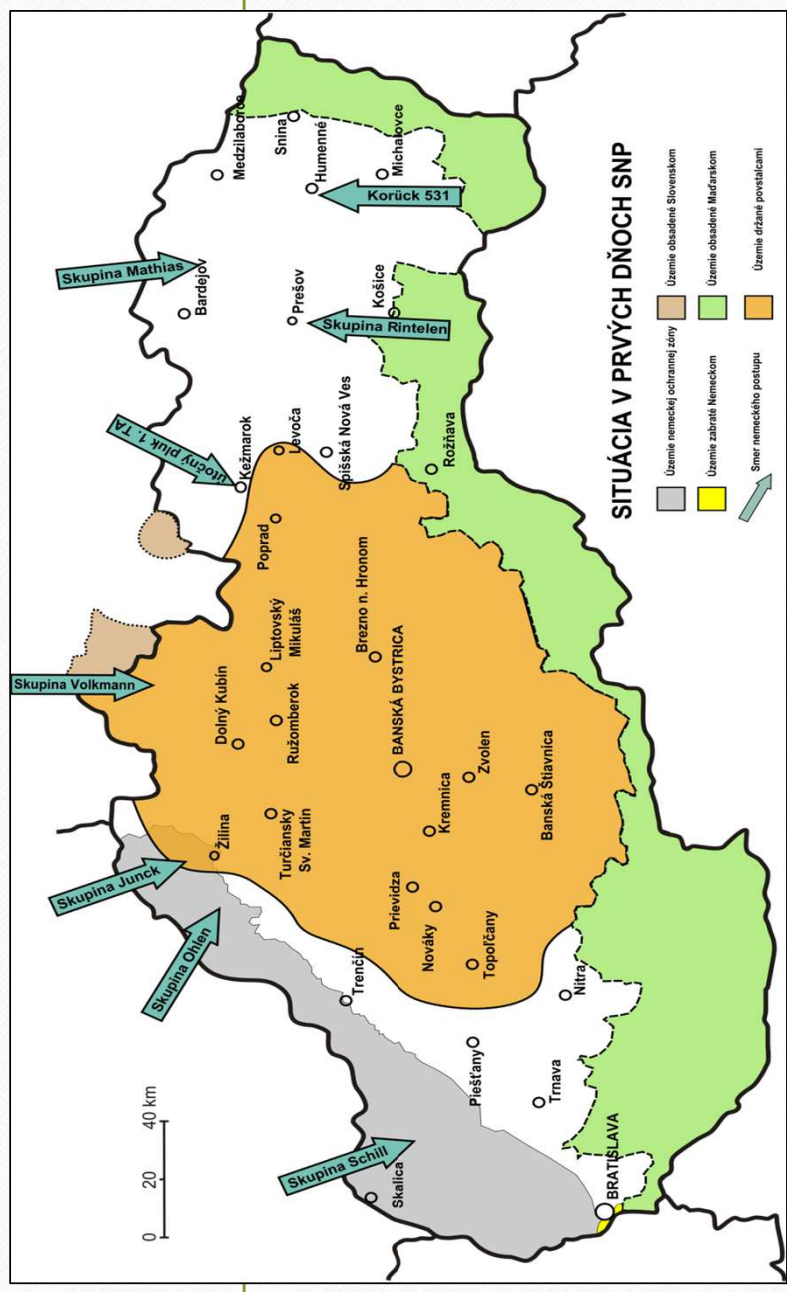 SITUÁCIA V PRVÝCH DŇOCH SNP
Územie nemeckej ochrannej zóny
Územie obsadené Slovenskom
Územie zabraté Nemeckom
Územie obsadené Maďarskom
Smer nemeckého postupu
Územie držané povstalcami
0 20 40 km
Skupina Schill
Skupina Ohlen
Skupina Junck
Skupina Volkmann
útočný pluk 1. TA
Skupina Mathias
Skupina Rintelen
Korück 531
Skalica
BRATISLAVA
Trnava
Piešťany
Nitra
Trenčín
Topoľčany
Nováky
Prievidza
Žilina
Turčiansky
Sv. Martin
Kremnica
BANSKÁ BYSTRICA
Zvolen
Banská Štiavnica
Dolný Kubín
Ružomberok
Liptovský
Mikuláš
Brezno n. Hronom
Poprad
Kežmarok
Levoča
Spišská Nová Ves
Rožňava
Bardejov
Prešov
Košice
Medzilaborce
Snina
Humenné
Michalovce